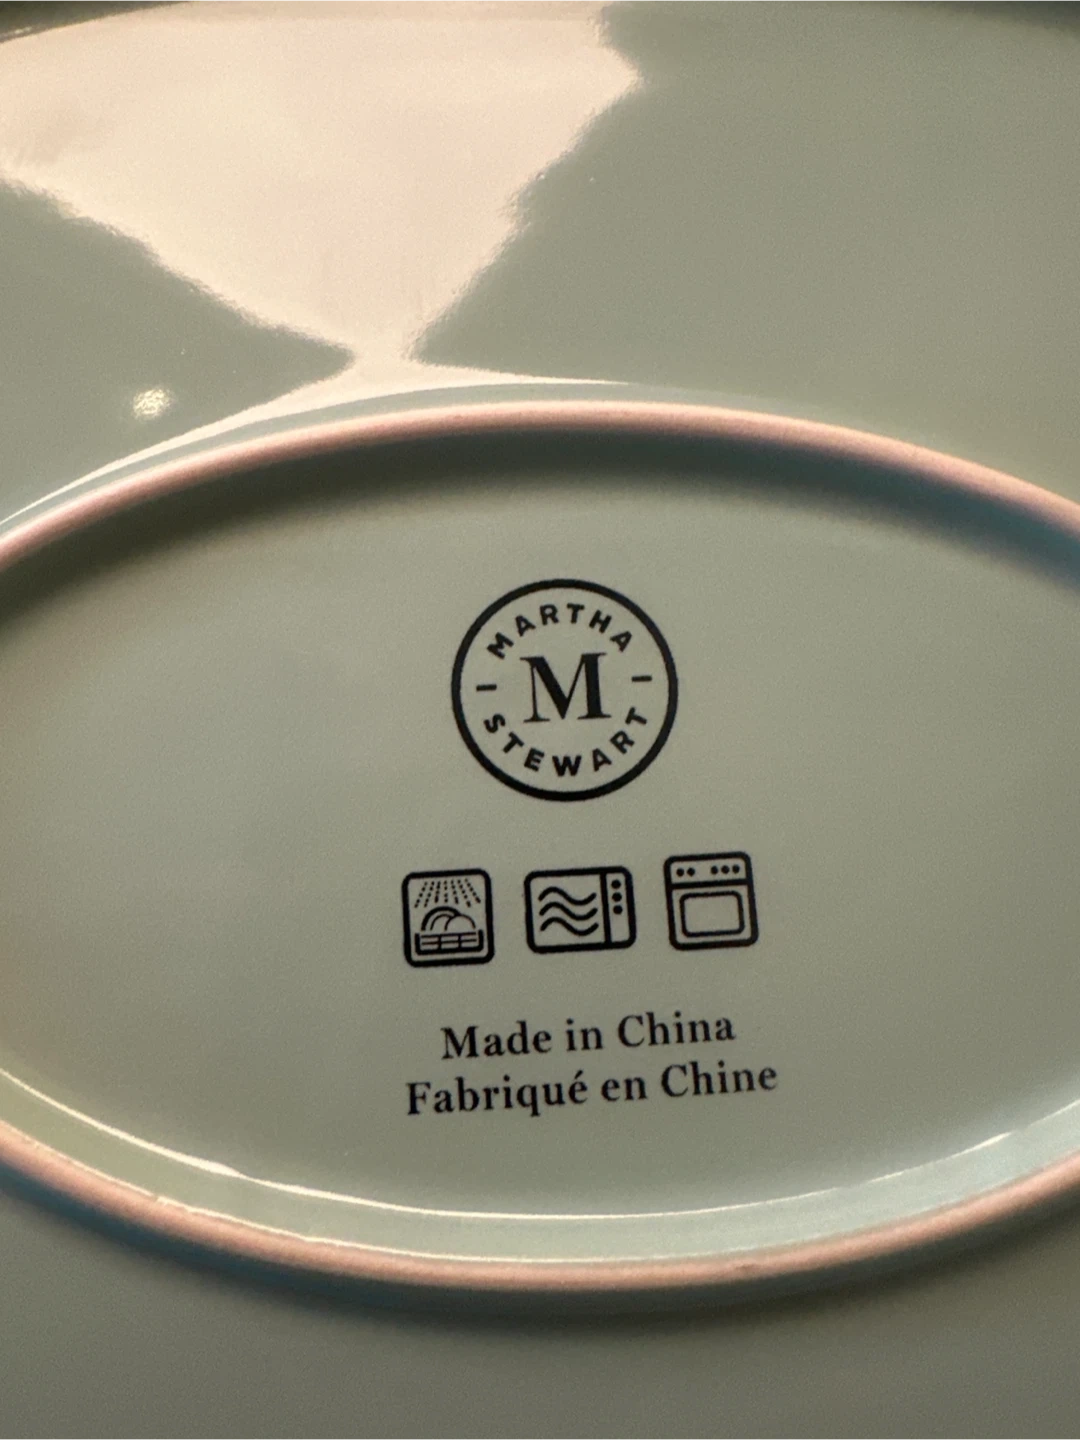 MARTHA
M
STEWART
Made in China
Fabriqué en Chine